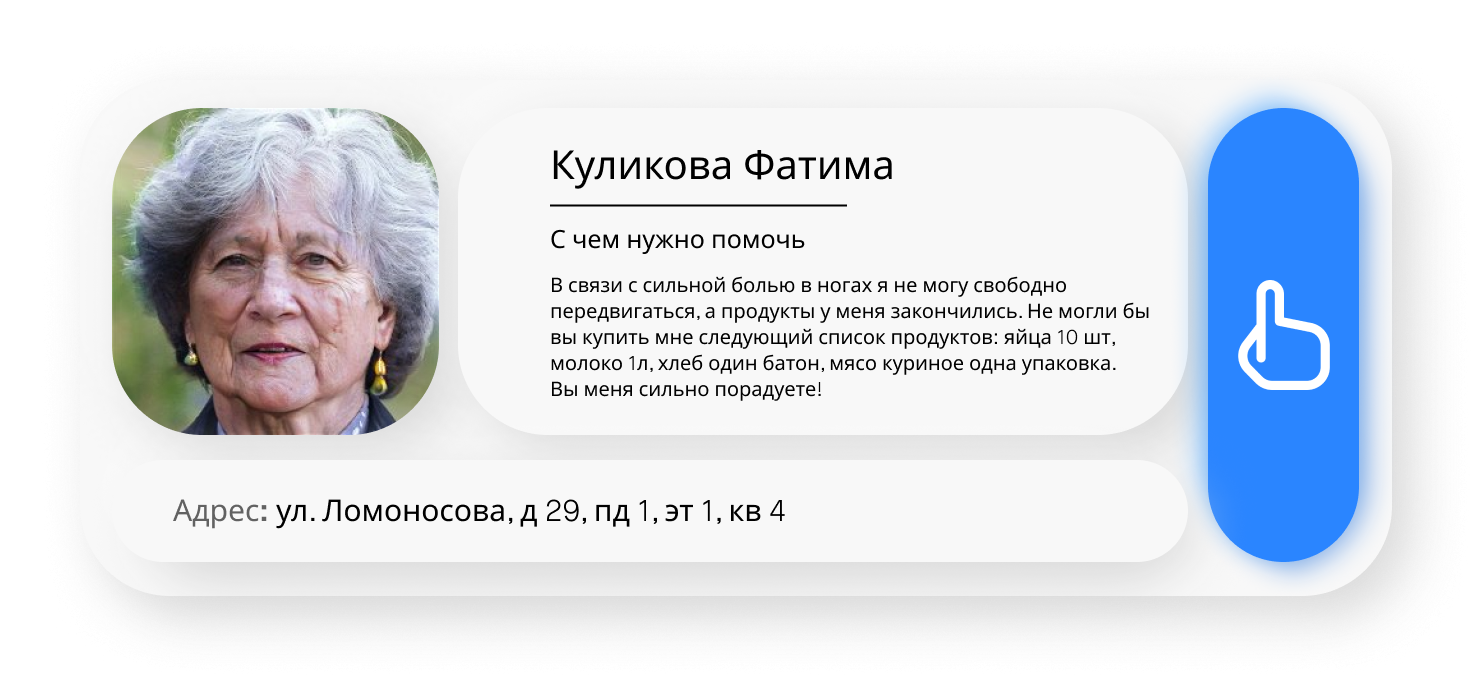 Куликова Фатима
С чем нужно помочь
В связи с сильной болью в ногах я не могу свободно
передвигаться, а продукты у меня закончились. Не могли бы
вы купить мне следующий список продуктов: яйца 10 шт,
молоко 1л, хлеб один батон, мясо куриное одна упаковка.
Вы меня сильно порадуете!
Адрес: ул. Ломоносова, д 29, пд 1, эт 1, кв 4